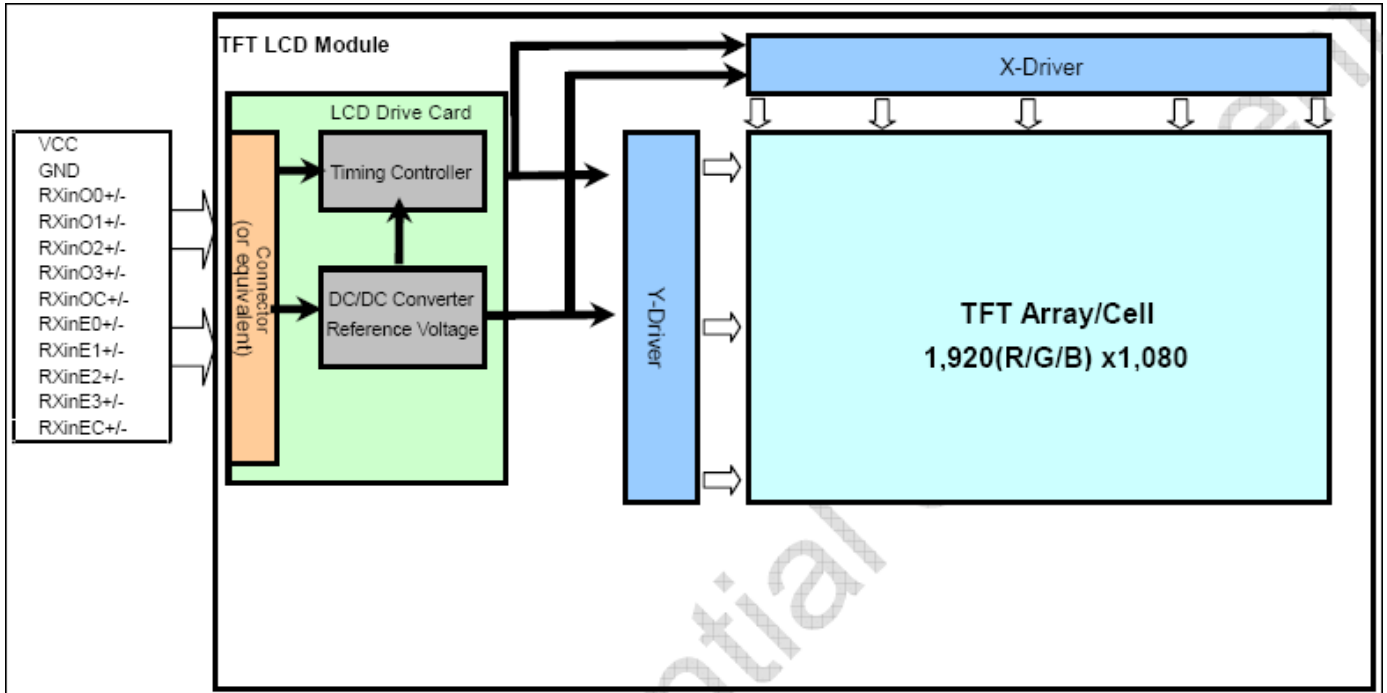 TFT LCD Module
X-Driver
LCD Drive Card
VCC
GND
RXinO0+/-
RXinO1+/-
RXinO2+/-
RXinO3+/-
RXinOC+/-
RXinE0+/-
RXinE1+/-
RXinE2+/-
RXinE3+/-
RXinEC+/-
Connector
(or equivalent)
Timing Controller
DC/DC Converter
Reference Voltage
Y-Driver
TFT Array/Cell
1,920(R/G/B) x1,080
ntial